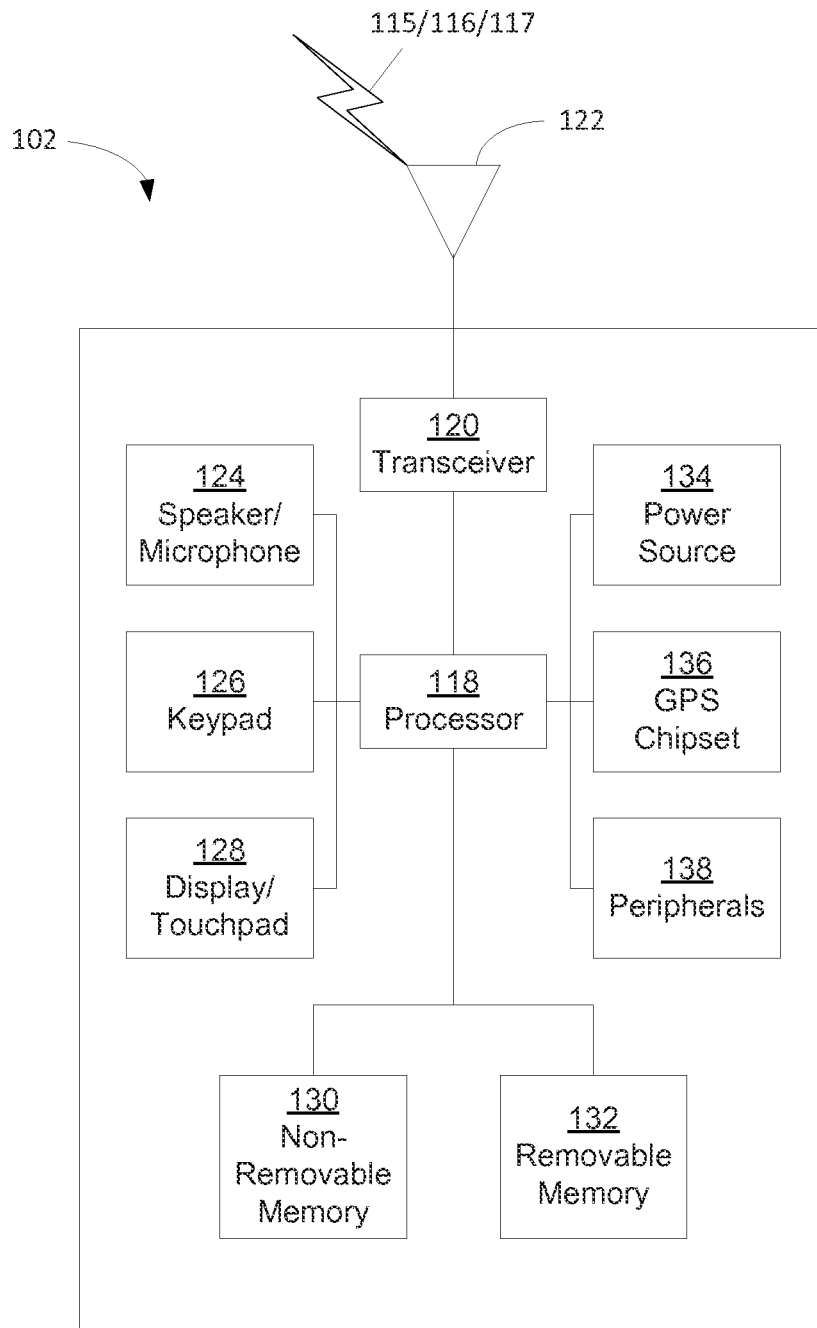 115/116/117
122
102
120
Transceiver
124
Speaker/
Microphone
134
Power
Source
126
Keypad
118
Processor
136
GPS
Chipset
128
Display/
Touchpad
138
Peripherals
130
Non-
Removable
Memory
132
Removable
Memory